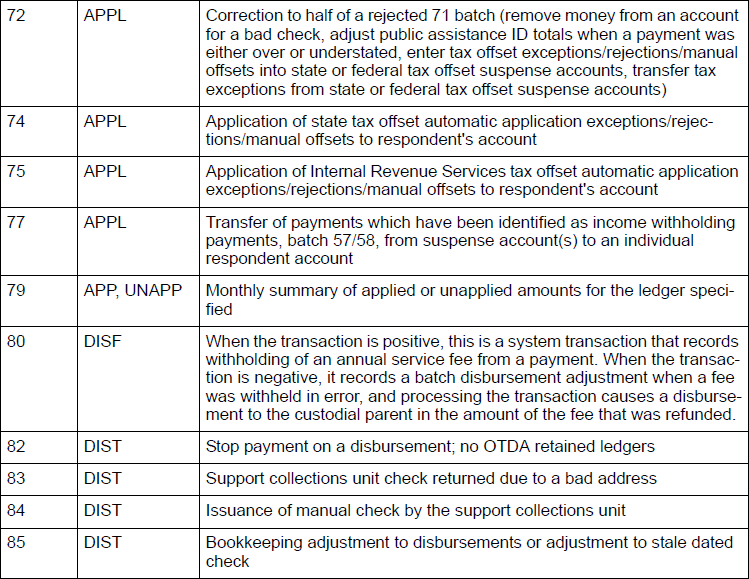 72 APPL Correction to half of a rejected 71 batch (remove money from an account
for a bad check, adjust public assistance ID totals when a payment was
either over or understated, enter tax offset exceptions/rejections/manual
offsets into state or federal tax offset suspense accounts, transfer tax
exceptions from state or federal tax offset suspense accounts)
74 APPL Application of state tax offset automatic application exceptions/rejec-
tions/manual offsets to respondent's account
75 APPL Application of Internal Revenue Services tax offset automatic application
exceptions/rejections/manual offsets to respondent's account
77 APPL Transfer of payments which have been identified as income withholding
payments, batch 57/58, from suspense account(s) to an individual
respondent account
79 APP, UNAPP Monthly summary of applied or unapplied amounts for the ledger speci-
fied
80 DISF When the transaction is positive, this is a system transaction that records
withholding of an annual service fee from a payment. When the transac-
tion is negative, it records a batch disbursement adjustment when a fee
was withheld in error, and processing the transaction causes a disburse-
ment to the custodial parent in the amount of the fee that was refunded.
82 DIST Stop payment on a disbursement; no OTDA retained ledgers
83 DIST Support collections unit check returned due to a bad address
84 DIST Issuance of manual check by the support collections unit
85 DIST Bookkeeping adjustment to disbursements or adjustment to stale dated
check